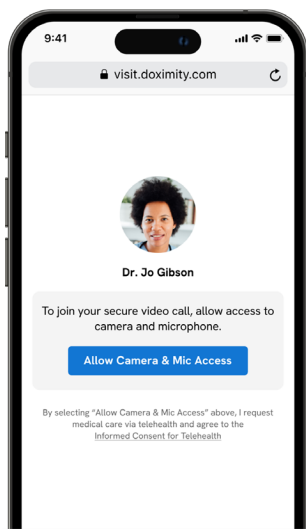 9:41
visit.doximity.com
Dr. Jo Gibson
To join your secure video call, allow access to
camera and microphone.
Allow Camera & Mic Access
By selecting "Allow Camera & Mic Access" above, I request
medical care via telehealth and agree to the
Informed Consent for Telehealth